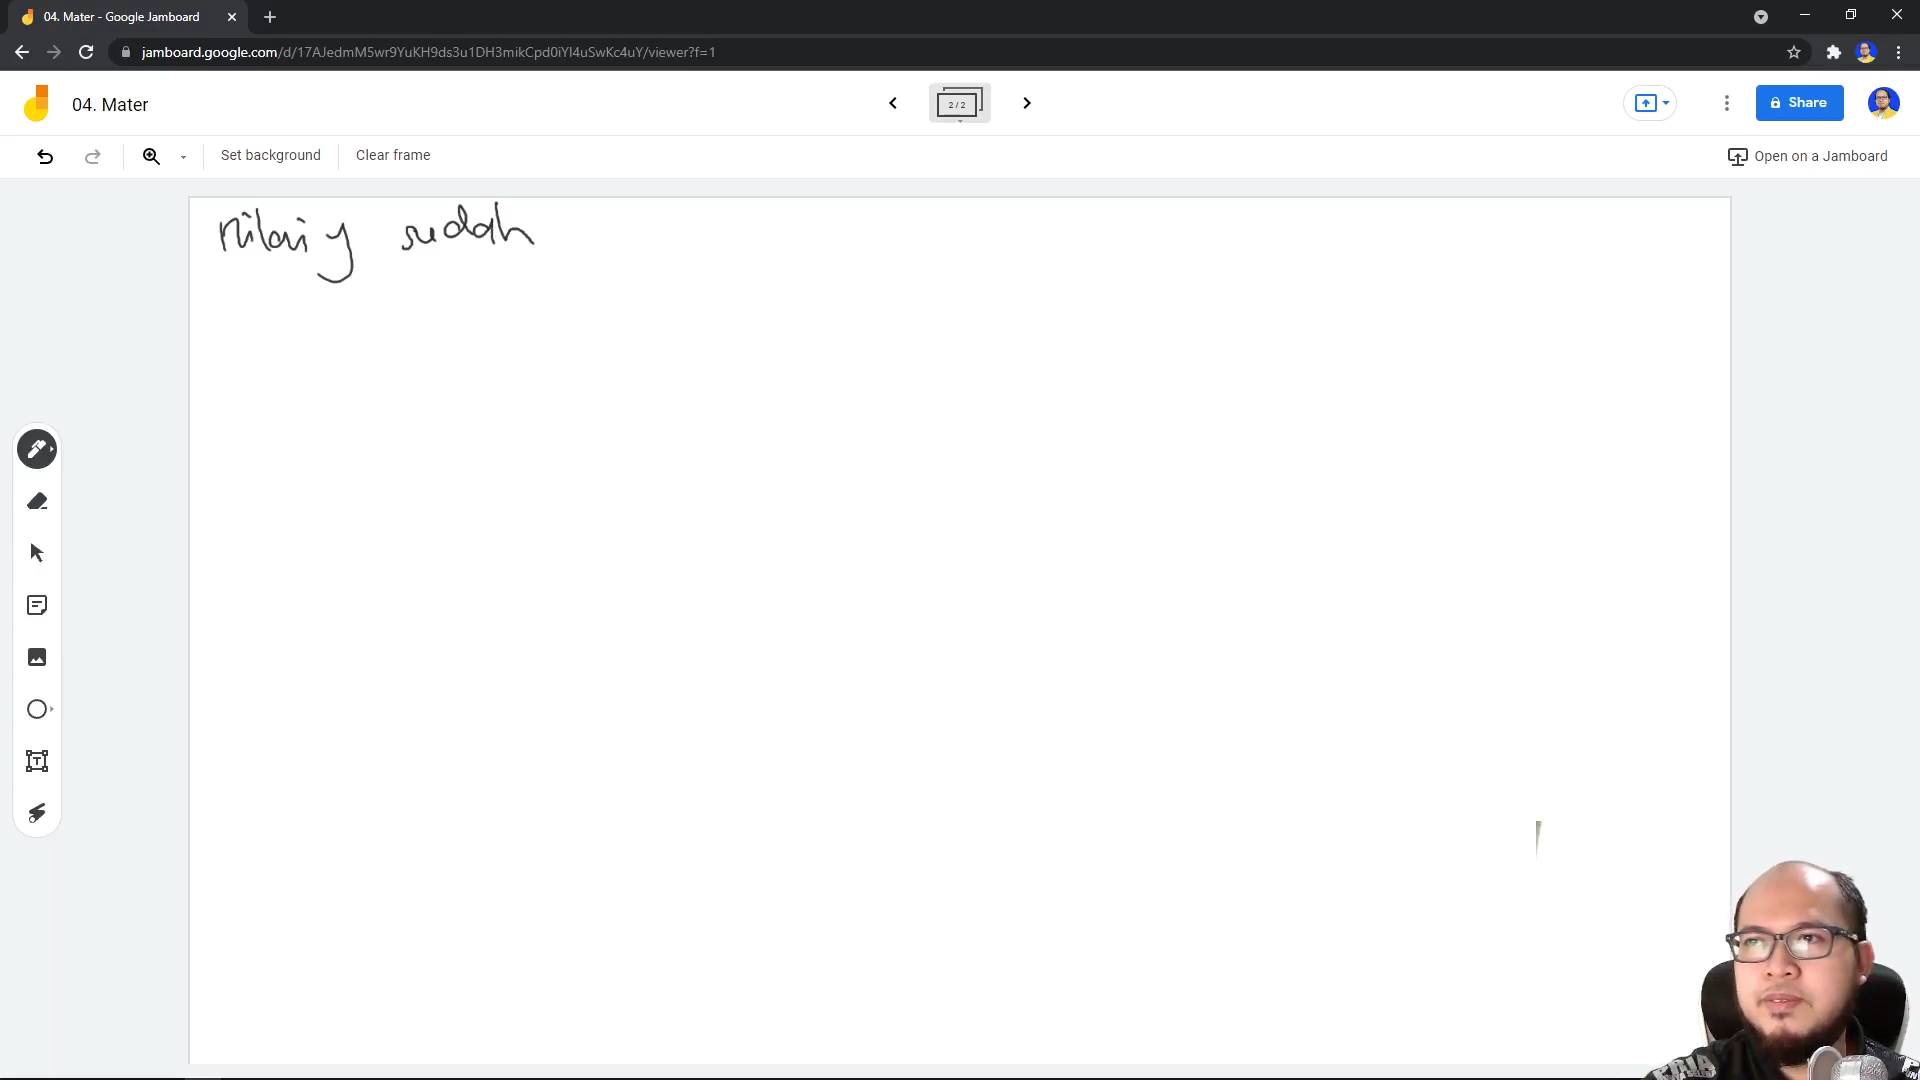 04. Mater - Google Jamboard
jamboard.google.com/d/17AJedmM5wr9YuKH9ds3u1DH3mikCpd0iYI4uSwKc4uY/viewer?f=1
04. Mater
2 / 2
Share
Set background
Clear frame
Open on a Jamboard
nilai y sudah